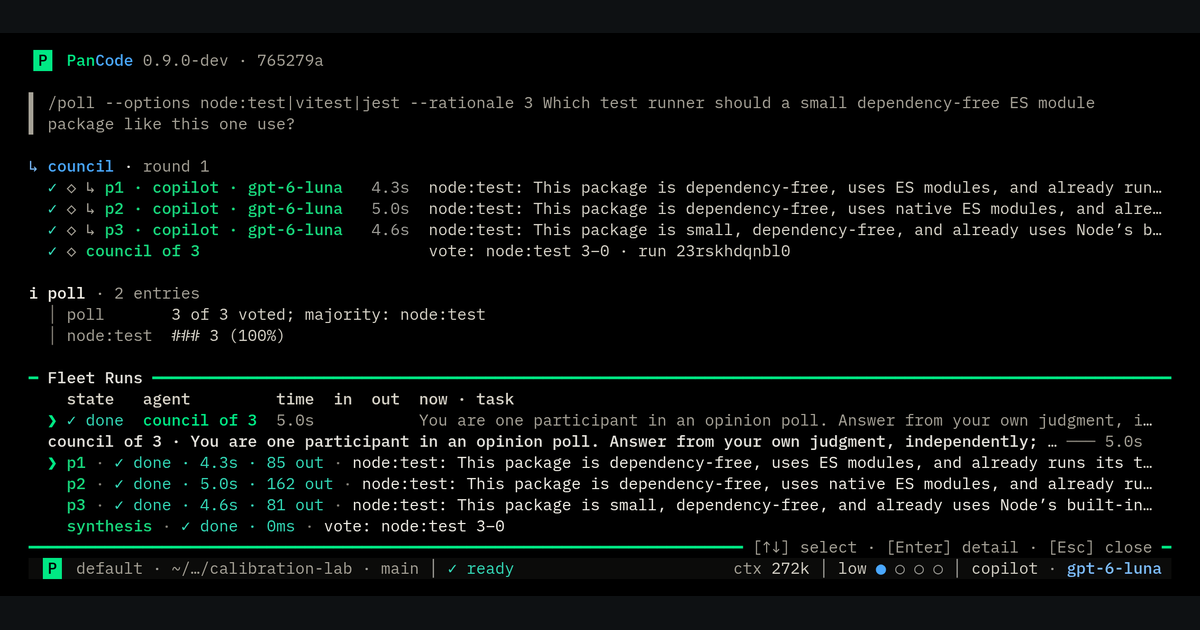 P PanCode 0.9.0-dev · 765279a
/poll --options node:test|vitest|jest --rationale 3 Which test runner should a small dependency-free ES module
package like this one use?
↳ council · round 1
✓ ◇ ↳ p1 · copilot · gpt-6-luna 4.3s node:test: This package is dependency-free, uses ES modules, and already run…
✓ ◇ ↳ p2 · copilot · gpt-6-luna 5.0s node:test: This package is dependency-free, uses native ES modules, and alre…
✓ ◇ ↳ p3 · copilot · gpt-6-luna 4.6s node:test: This package is small, dependency-free, and already uses Node’s b…
✓ ◇ council of 3 vote: node:test 3–0 · run 23rskhdqnbl0
i poll · 2 entries
│ poll 3 of 3 voted; majority: node:test
│ node:test ### 3 (100%)
Fleet Runs
state agent time in out now · task
❯ ✓ done council of 3 5.0s You are one participant in an opinion poll. Answer from your own judgment, i…
council of 3 · You are one participant in an opinion poll. Answer from your own judgment, independently; … ─── 5.0s
❯ p1 · ✓ done · 4.3s · 85 out · node:test: This package is dependency-free, uses ES modules, and already runs its t…
p2 · ✓ done · 5.0s · 162 out · node:test: This package is dependency-free, uses native ES modules, and already ru…
p3 · ✓ done · 4.6s · 81 out · node:test: This package is small, dependency-free, and already uses Node’s built-in…
synthesis · ✓ done · 0ms · vote: node:test 3–0
[↑↓] select · [Enter] detail · [Esc] close
P default · ~/…/calibration-lab · main │ ✓ ready ctx 272k │ low ● ○ ○ ○ │ copilot · gpt-6-luna